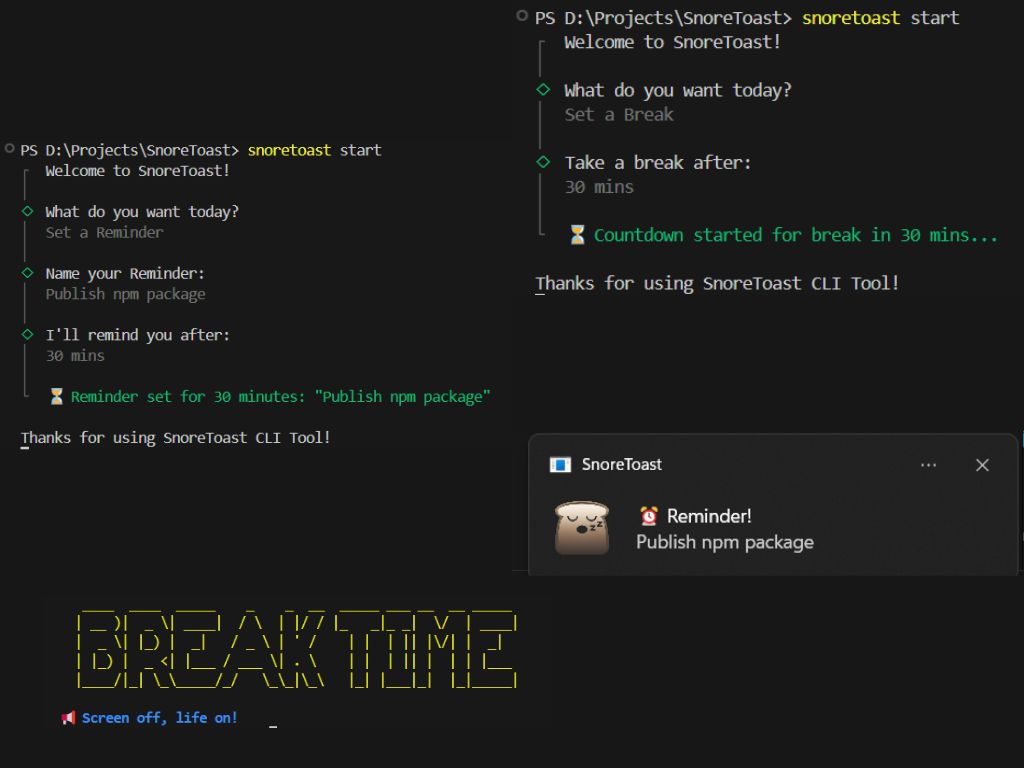 PS D:\Projects\SnoreToast> snoretoast start
Welcome to SnoreToast!
What do you want today?
Set a Reminder
Name your Reminder:
Publish npm package
I'll remind you after:
30 mins
⏳ Reminder set for 30 minutes: "Publish npm package"
Thanks for using SnoreToast CLI Tool!
PS D:\Projects\SnoreToast> snoretoast start
Welcome to SnoreToast!
What do you want today?
Set a Break
Take a break after:
30 mins
⏳ Countdown started for break in 30 mins...
Thanks for using SnoreToast CLI Tool!
SnoreToast
⏰ Reminder!
Publish npm package
BREAK TIME
📢 Screen off, life on!